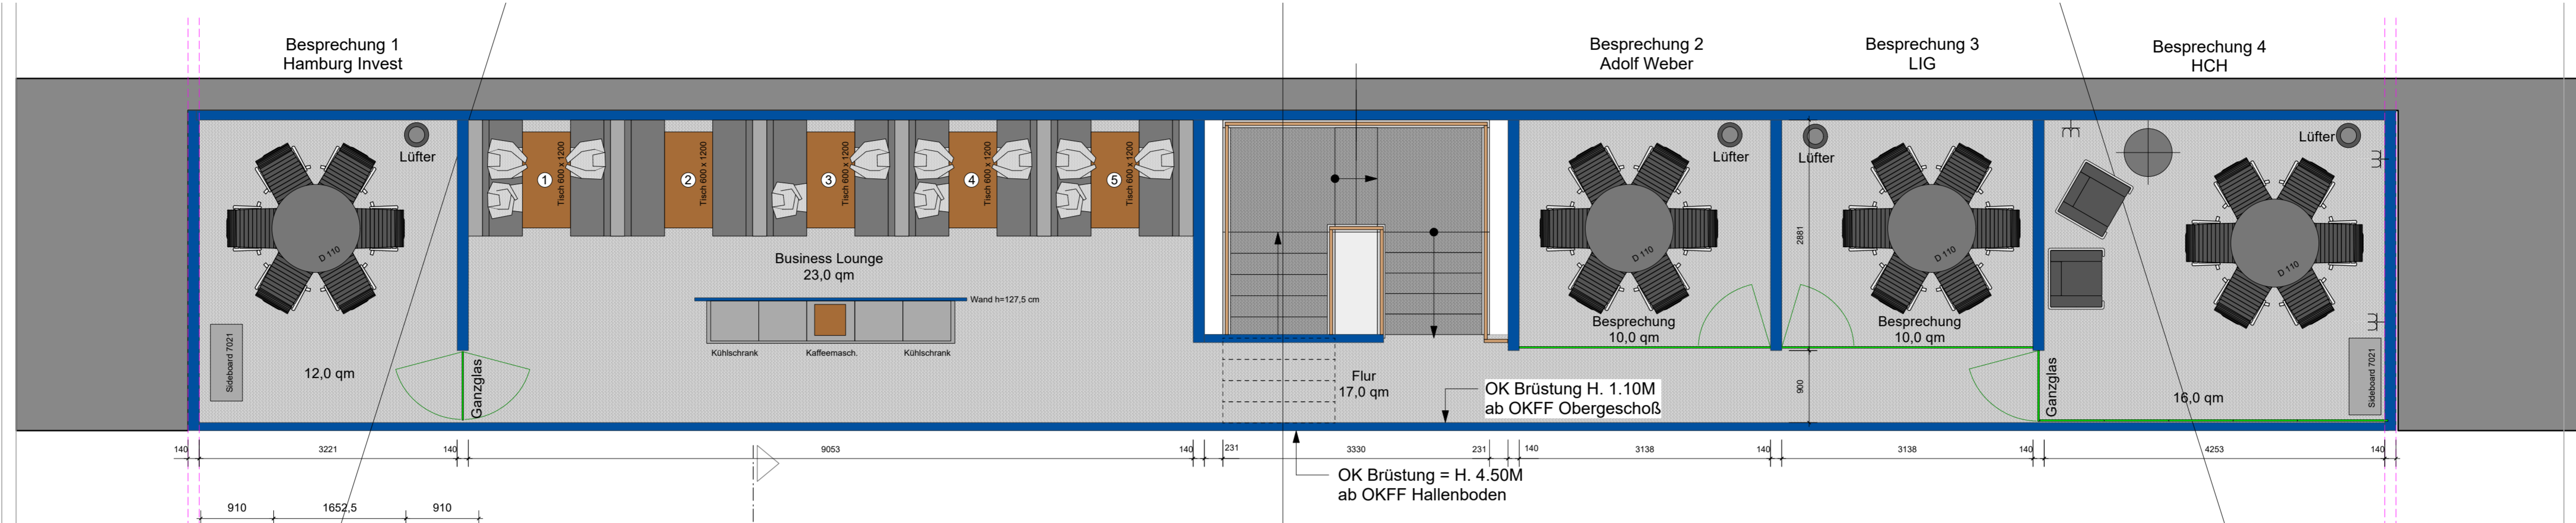 Besprechung 1
Hamburg Invest
Besprechung 2
Adolf Weber
Besprechung 3
LIG
Besprechung 4
HCH
Lüfter
Lüfter
Lüfter
Lüfter
1
Tisch 600 x 1200
2
Tisch 600 x 1200
3
Tisch 600 x 1200
4
Tisch 600 x 1200
5
Tisch 600 x 1200
D 110
D 110
D 110
D 110
2881
Business Lounge
23,0 qm
Wand h=127,5 cm
Kühlschrank
Kaffeemasch.
Kühlschrank
Besprechung
10,0 qm
Besprechung
10,0 qm
Sideboard 7021
12,0 qm
Ganzglas
Flur
17,0 qm
OK Brüstung H. 1.10M
ab OKFF Obergeschoß
900
Ganzglas
16,0 qm
Sideboard 7021
140
3221
140
9053
140
231
3330
231
140
3138
140
3138
140
4253
140
OK Brüstung = H. 4.50M
ab OKFF Hallenboden
910
1652,5
910